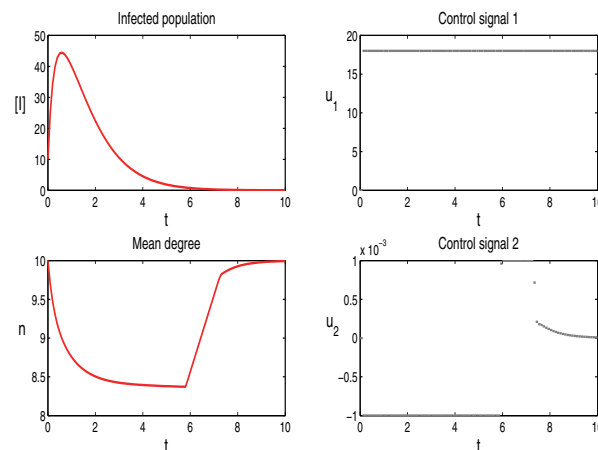 Infected population
50
40
30
20
10
0
[I]
0 2 4 6 8 10
t
Control signal 1
20
15
10
5
0
u1
0 2 4 6 8 10
t
Mean degree
10
9.5
9
8.5
8
n
0 2 4 6 8 10
t
Control signal 2
x 10^-3
1
0.5
0
−0.5
−1
u2
0 2 4 6 8 10
t